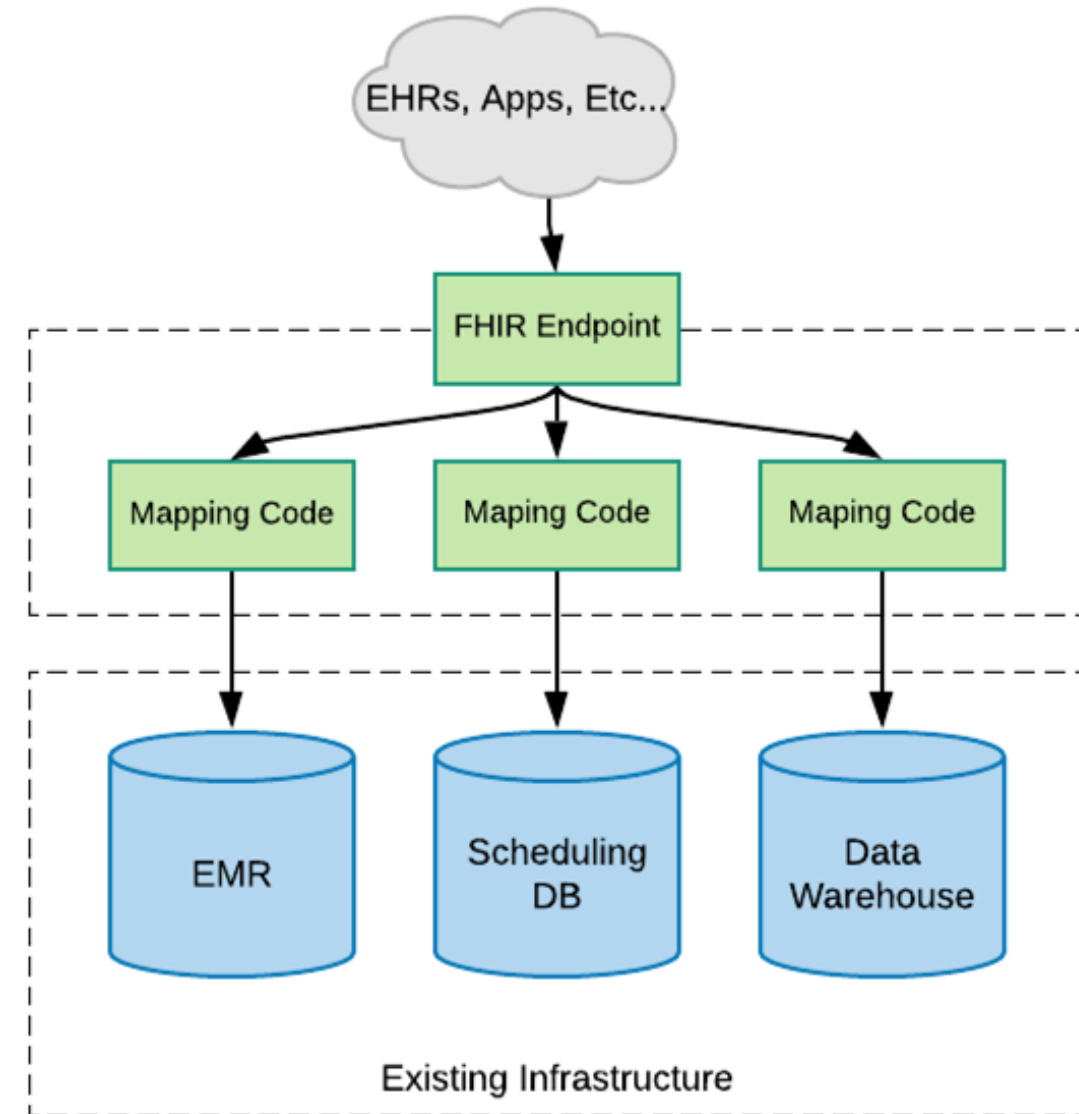 EHRs, Apps, Etc...
FHIR Endpoint
Mapping Code
Maping Code
Maping Code
EMR
Scheduling
DB
Data
Warehouse
Existing Infrastructure